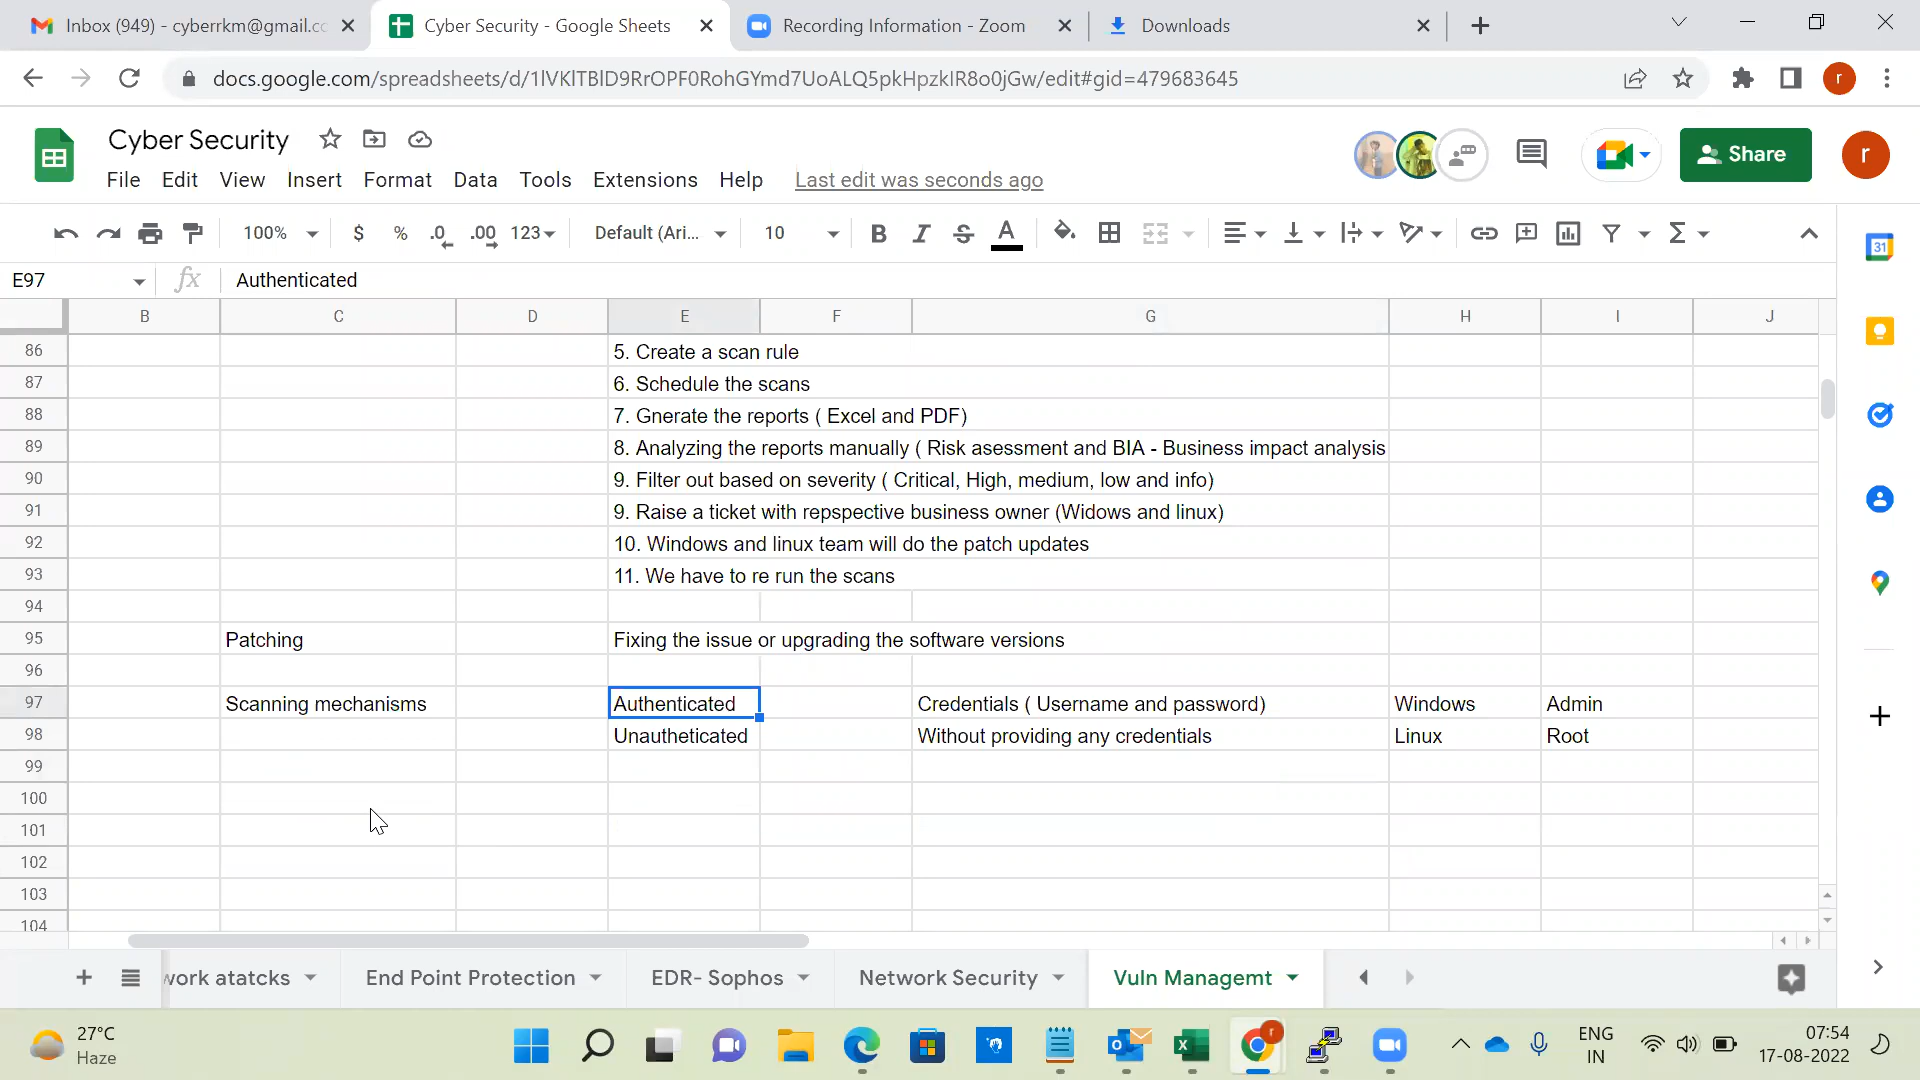 Inbox (949) - cyberrkm@gmail.cc
Cyber Security - Google Sheets
Recording Information - Zoom
Downloads
docs.google.com/spreadsheets/d/1lVKlTBlD9RrOPF0RohGYmd7UoALQ5pkHpzkIR8o0jGw/edit#gid=479683645
r
Cyber Security
Share
r
File Edit View Insert Format Data Tools Extensions Help Last edit was seconds ago
100% $ % .0 .00 123 Default (Ari... 10 B I S A
31
E97 fx Authenticated
B C D E F G H I J
86 5. Create a scan rule
87 6. Schedule the scans
88 7. Gnerate the reports ( Excel and PDF)
89 8. Analyzing the reports manually ( Risk asessment and BIA - Business impact analysis
90 9. Filter out based on severity ( Critical, High, medium, low and info)
91 9. Raise a ticket with repspective business owner (Widows and linux)
92 10. Windows and linux team will do the patch updates
93 11. We have to re run the scans
94
95 Patching Fixing the issue or upgrading the software versions
96
97 Scanning mechanisms Authenticated Credentials ( Username and password) Windows Admin
98 Unautheticated Without providing any credentials Linux Root
99
100
101
102
103
104
work atatcks End Point Protection EDR- Sophos Network Security Vuln Managemt
27°C
Haze
ENG
IN
07:54
17-08-2022